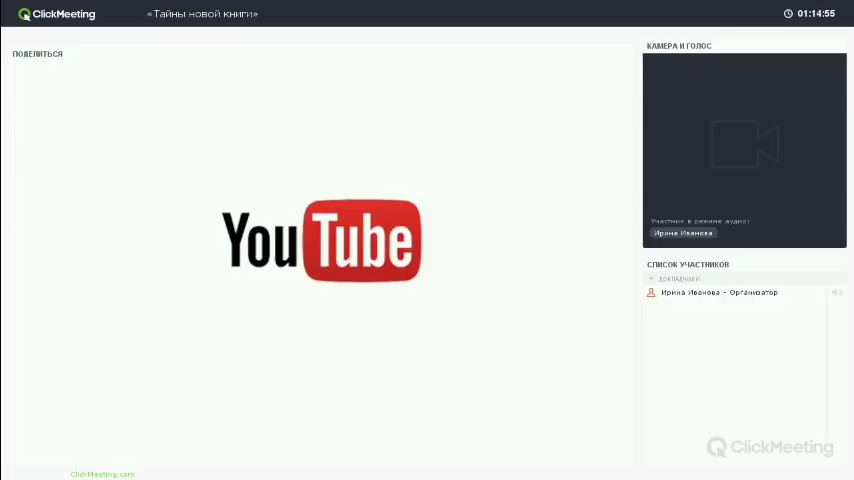 ClickMeeting
«Тайны новой книги»
01:14:55
ПОДЕЛИТЬСЯ
КАМЕРА И ГОЛОС
YouTube
Участник в режиме аудио:
Ирина Иванова
СПИСОК УЧАСТНИКОВ
ДОКЛАДЧИКИ
Ирина Иванова - Организатор
ClickMeeting
ClickMeeting.com